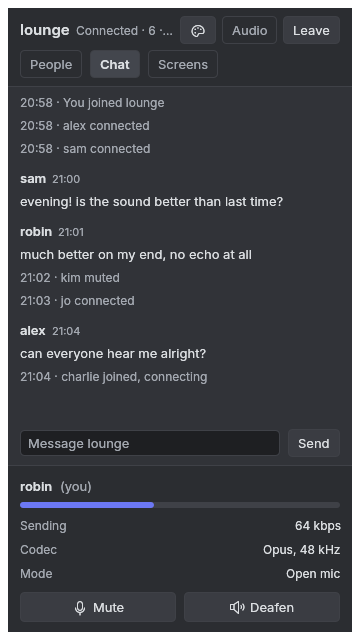 lounge Connected · 6 ·... Audio Leave
People Chat Screens
20:58 · You joined lounge
20:58 · alex connected
20:58 · sam connected
sam 21:00
evening! is the sound better than last time?
robin 21:01
much better on my end, no echo at all
21:02 · kim muted
21:03 · jo connected
alex 21:04
can everyone hear me alright?
21:04 · charlie joined, connecting
Message lounge Send
robin (you)
Sending 64 kbps
Codec Opus, 48 kHz
Mode Open mic
Mute Deafen